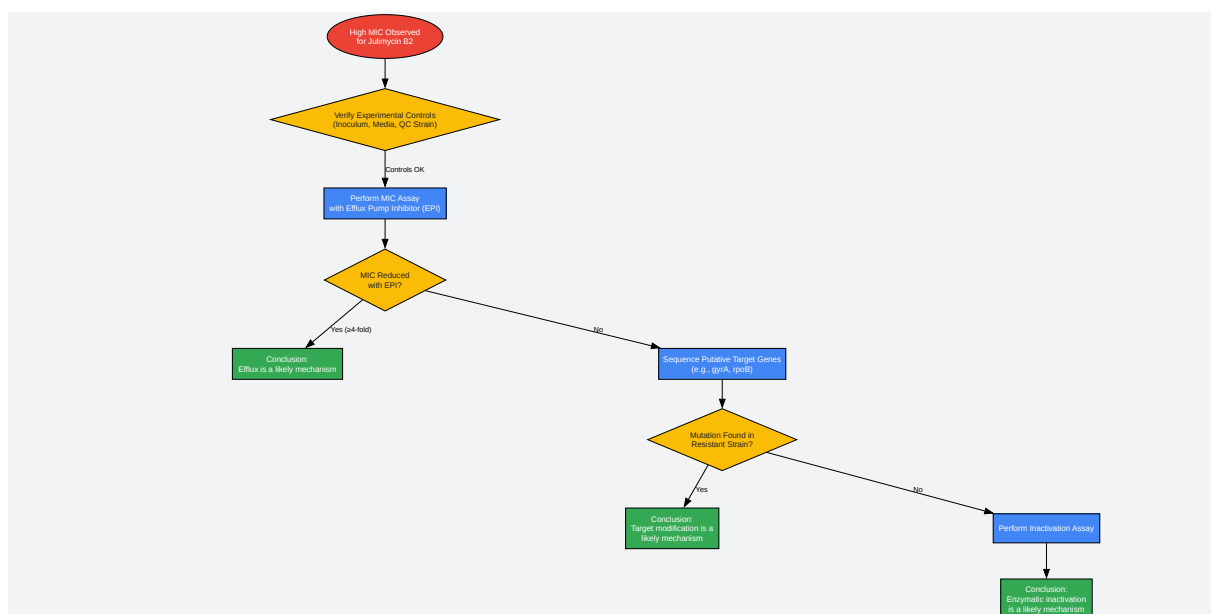 High MIC Observed
for Julimycin B2
Verify Experimental Controls
(Inoculum, Media, QC Strain)
Controls OK
Perform MIC Assay
with Efflux Pump Inhibitor (EPI)
MIC Reduced
with EPI?
Yes (≥4-fold)
No
Conclusion:
Efflux is a likely mechanism
Sequence Putative Target Genes
(e.g., gyrA, rpoB)
Mutation Found in
Resistant Strain?
Yes
No
Conclusion:
Target modification is a
likely mechanism
Perform Inactivation Assay
Conclusion:
Enzymatic inactivation
is a likely mechanism